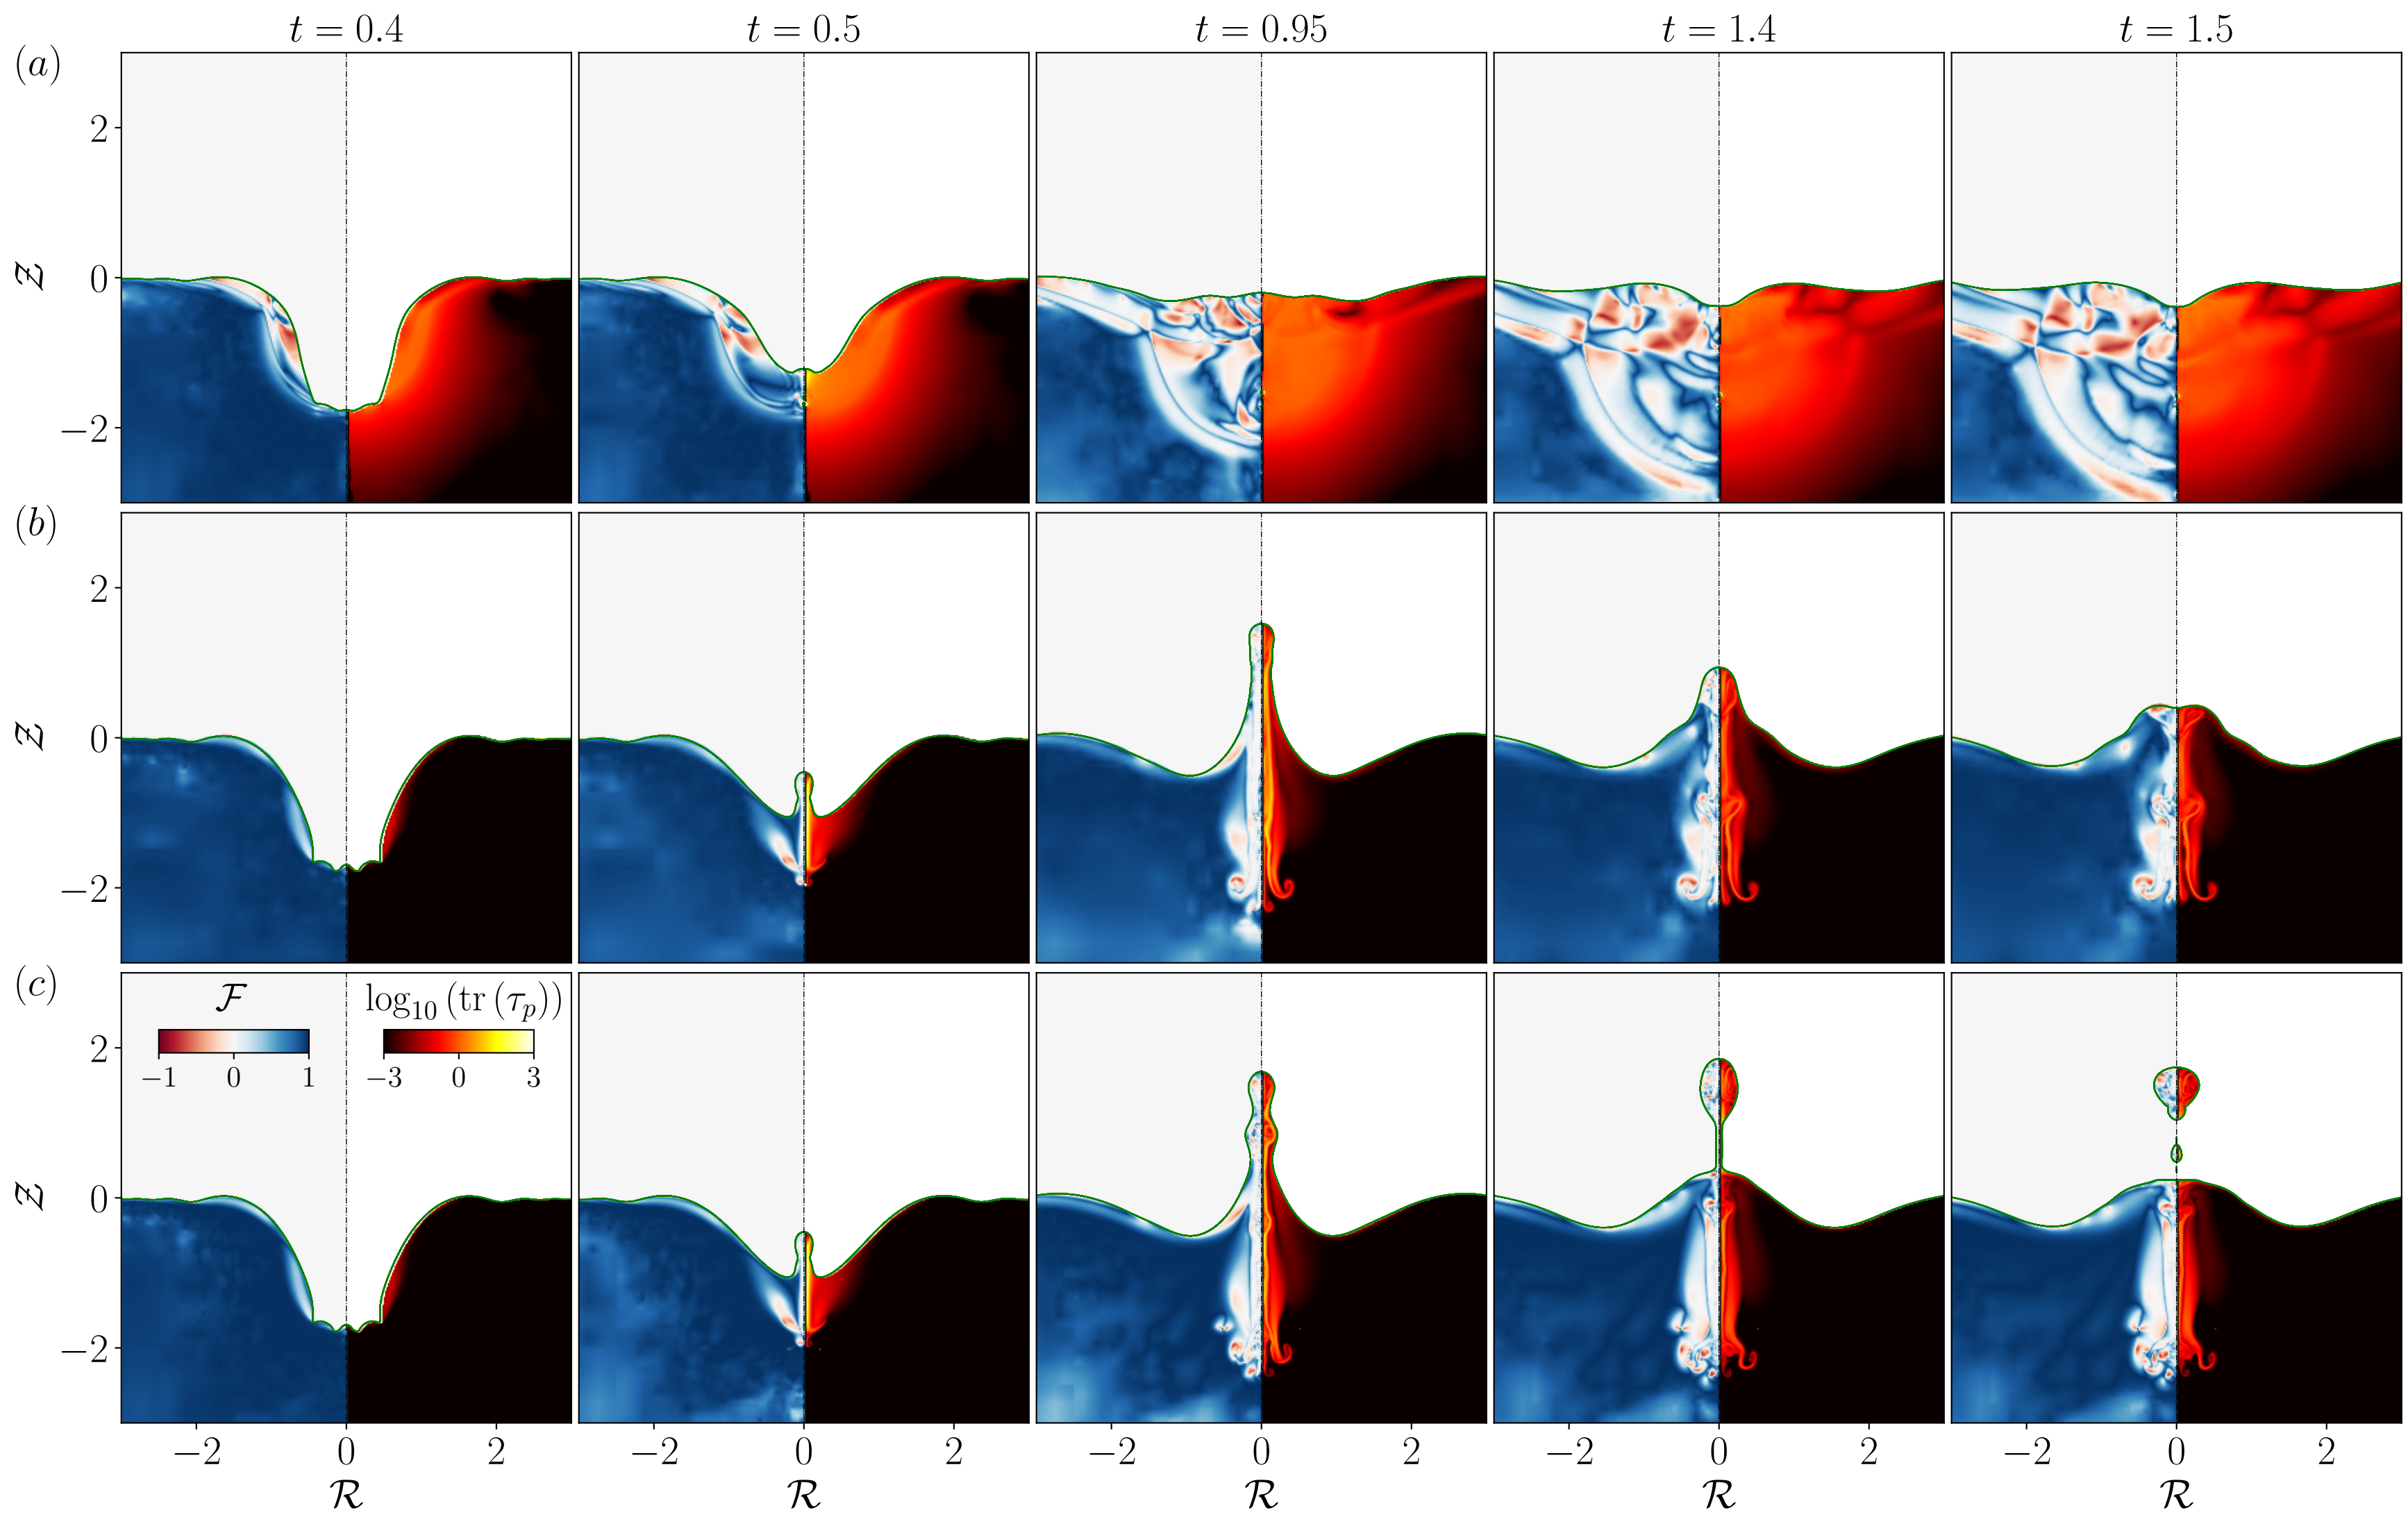 t = 0.4 t = 0.5 t = 0.95 t = 1.4 t = 1.5
(a)
2
0
−2
𝒵
(b)
2
0
−2
𝒵
(c)
ℱ log₁₀ (tr (τₚ))
−1 0 1 −3 0 3
2
0
−2
𝒵
−2 0 2 −2 0 2 −2 0 2 −2 0 2 −2 0 2
ℛ ℛ ℛ ℛ ℛ